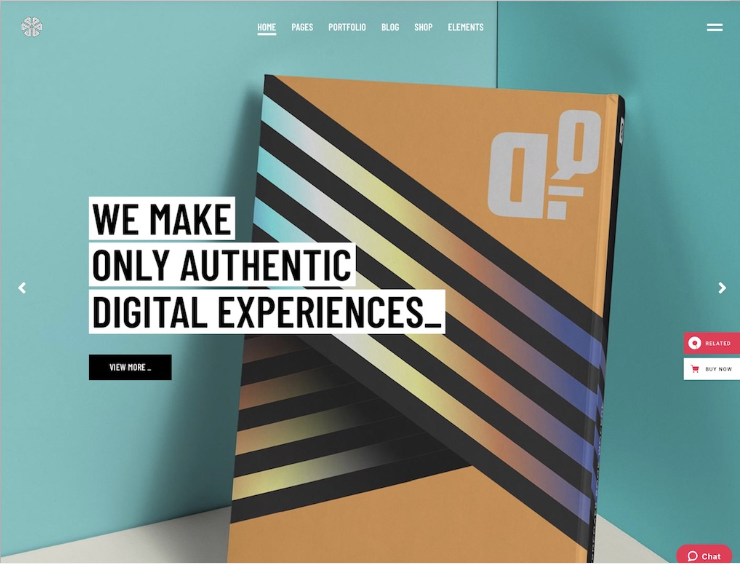 HOME PAGES PORTFOLIO BLOG SHOP ELEMENTS
WE MAKE
ONLY AUTHENTIC
DIGITAL EXPERIENCES_
VIEW MORE _
RELATED
BUY NOW
Chat